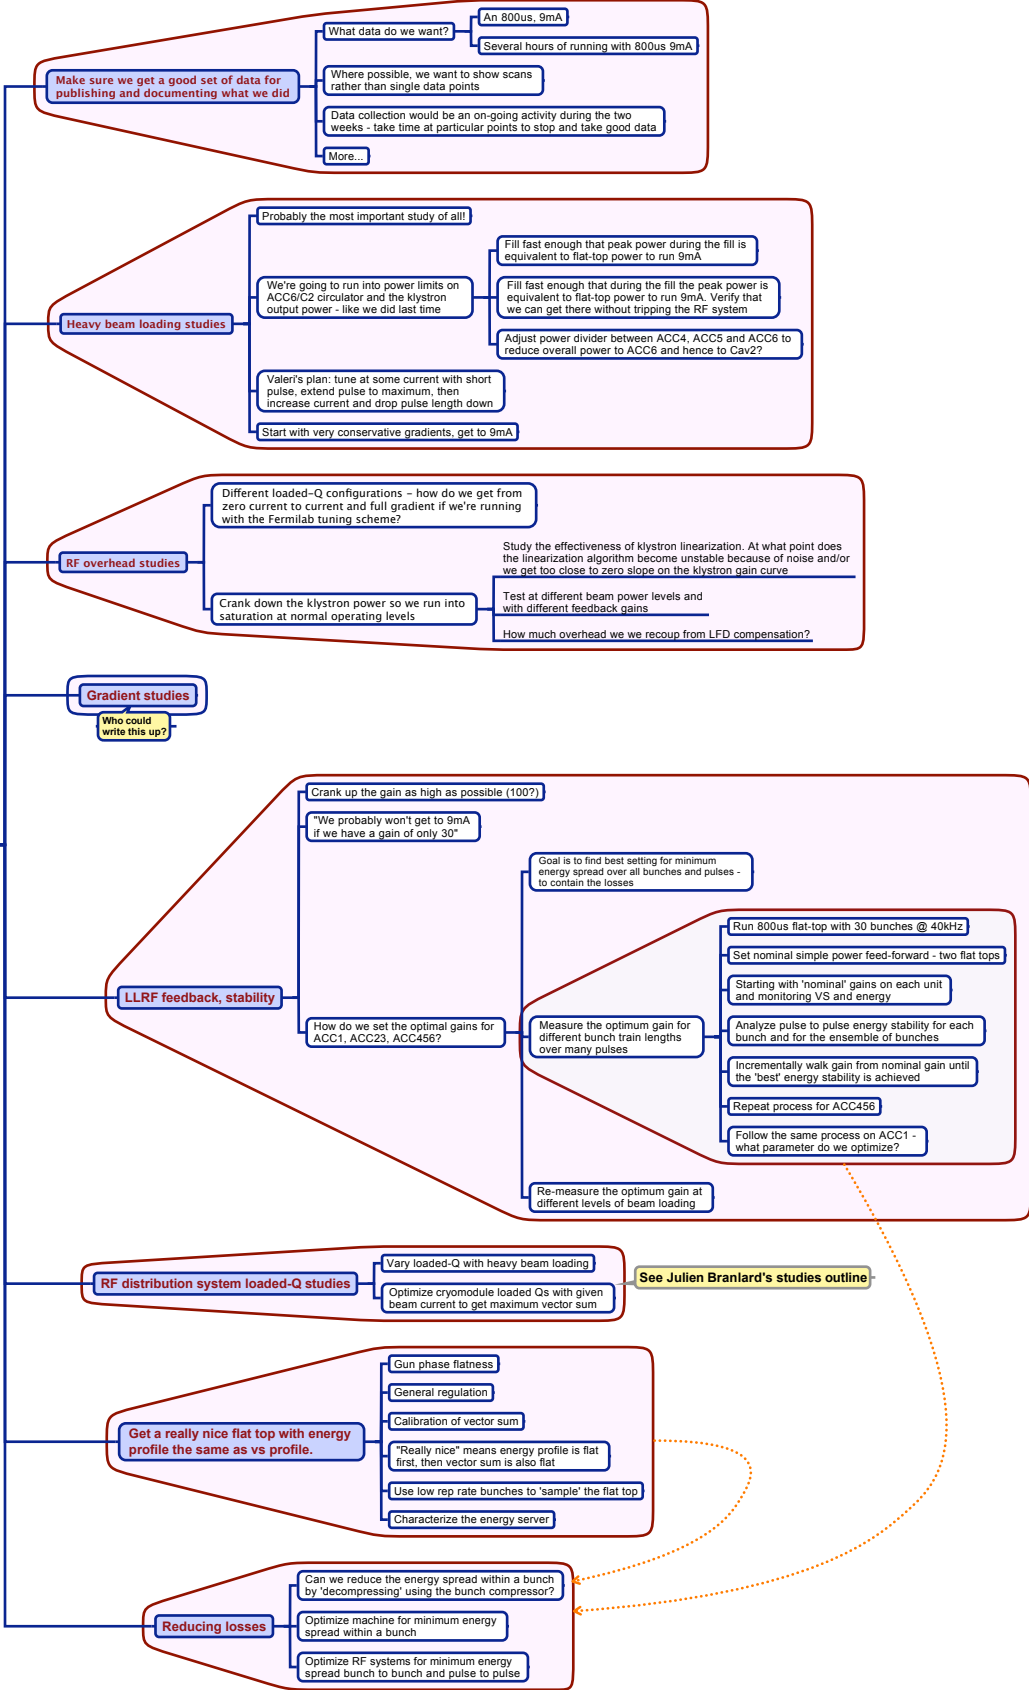 Make sure we get a good set of data for
publishing and documenting what we did
What data do we want?
An 800us, 9mA
Several hours of running with 800us 9mA
Where possible, we want to show scans
rather than single data points
Data collection would be an on-going activity during the two
weeks - take time at particular points to stop and take good data
More...
Heavy beam loading studies
Probably the most important study of all!
We're going to run into power limits on
ACC6/C2 circulator and the klystron
output power - like we did last time
Fill fast enough that peak power during the fill is
equivalent to flat-top power to run 9mA
Fill fast enough that during the fill the peak power is
equivalent to flat-top power to run 9mA. Verify that
we can get there without tripping the RF system
Adjust power divider between ACC4, ACC5 and ACC6 to
reduce overall power to ACC6 and hence to Cav2?
Valeri's plan: tune at some current with short
pulse, extend pulse to maximum, then
increase current and drop pulse length down
Start with very conservative gradients, get to 9mA
RF overhead studies
Different loaded-Q configurations - how do we get from
zero current to current and full gradient if we're running
with the Fermilab tuning scheme?
Crank down the klystron power so we run into
saturation at normal operating levels
Study the effectiveness of klystron linearization. At what point does
the linearization algorithm become unstable because of noise and/or
we get too close to zero slope on the klystron gain curve
Test at different beam power levels and
with different feedback gains
How much overhead we we recoup from LFD compensation?
Gradient studies
Who could
write this up?
LLRF feedback, stability
Crank up the gain as high as possible (100?)
"We probably won't get to 9mA
if we have a gain of only 30"
How do we set the optimal gains for
ACC1, ACC23, ACC456?
Goal is to find best setting for minimum
energy spread over all bunches and pulses -
to contain the losses
Measure the optimum gain for
different bunch train lengths
over many pulses
Run 800us flat-top with 30 bunches @ 40kHz
Set nominal simple power feed-forward - two flat tops
Starting with 'nominal' gains on each unit
and monitoring VS and energy
Analyze pulse to pulse energy stability for each
bunch and for the ensemble of bunches
Incrementally walk gain from nominal gain until
the 'best' energy stability is achieved
Repeat process for ACC456
Follow the same process on ACC1 -
what parameter do we optimize?
Re-measure the optimum gain at
different levels of beam loading
RF distribution system loaded-Q studies
Vary loaded-Q with heavy beam loading
Optimize cryomodule loaded Qs with given
beam current to get maximum vector sum
See Julien Branlard's studies outline
Get a really nice flat top with energy
profile the same as vs profile.
Gun phase flatness
General regulation
Calibration of vector sum
"Really nice" means energy profile is flat
first, then vector sum is also flat
Use low rep rate bunches to 'sample' the flat top
Characterize the energy server
Reducing losses
Can we reduce the energy spread within a bunch
by 'decompressing' using the bunch compressor?
Optimize machine for minimum energy
spread within a bunch
Optimize RF systems for minimum energy
spread bunch to bunch and pulse to pulse